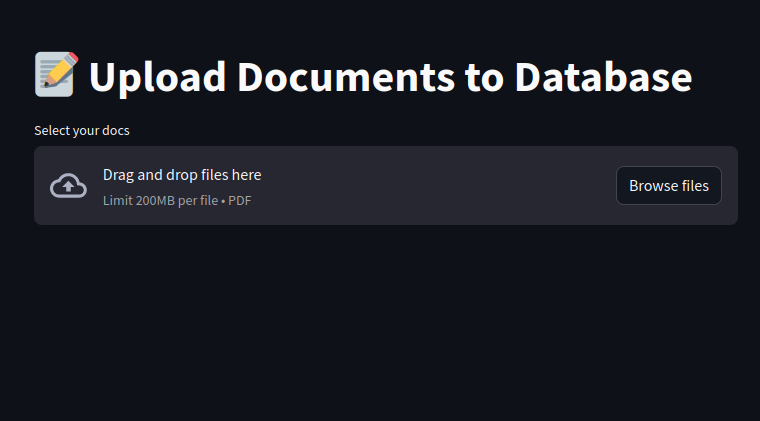 📝 Upload Documents to Database
Select your docs
Drag and drop files here
Limit 200MB per file • PDF
Browse files